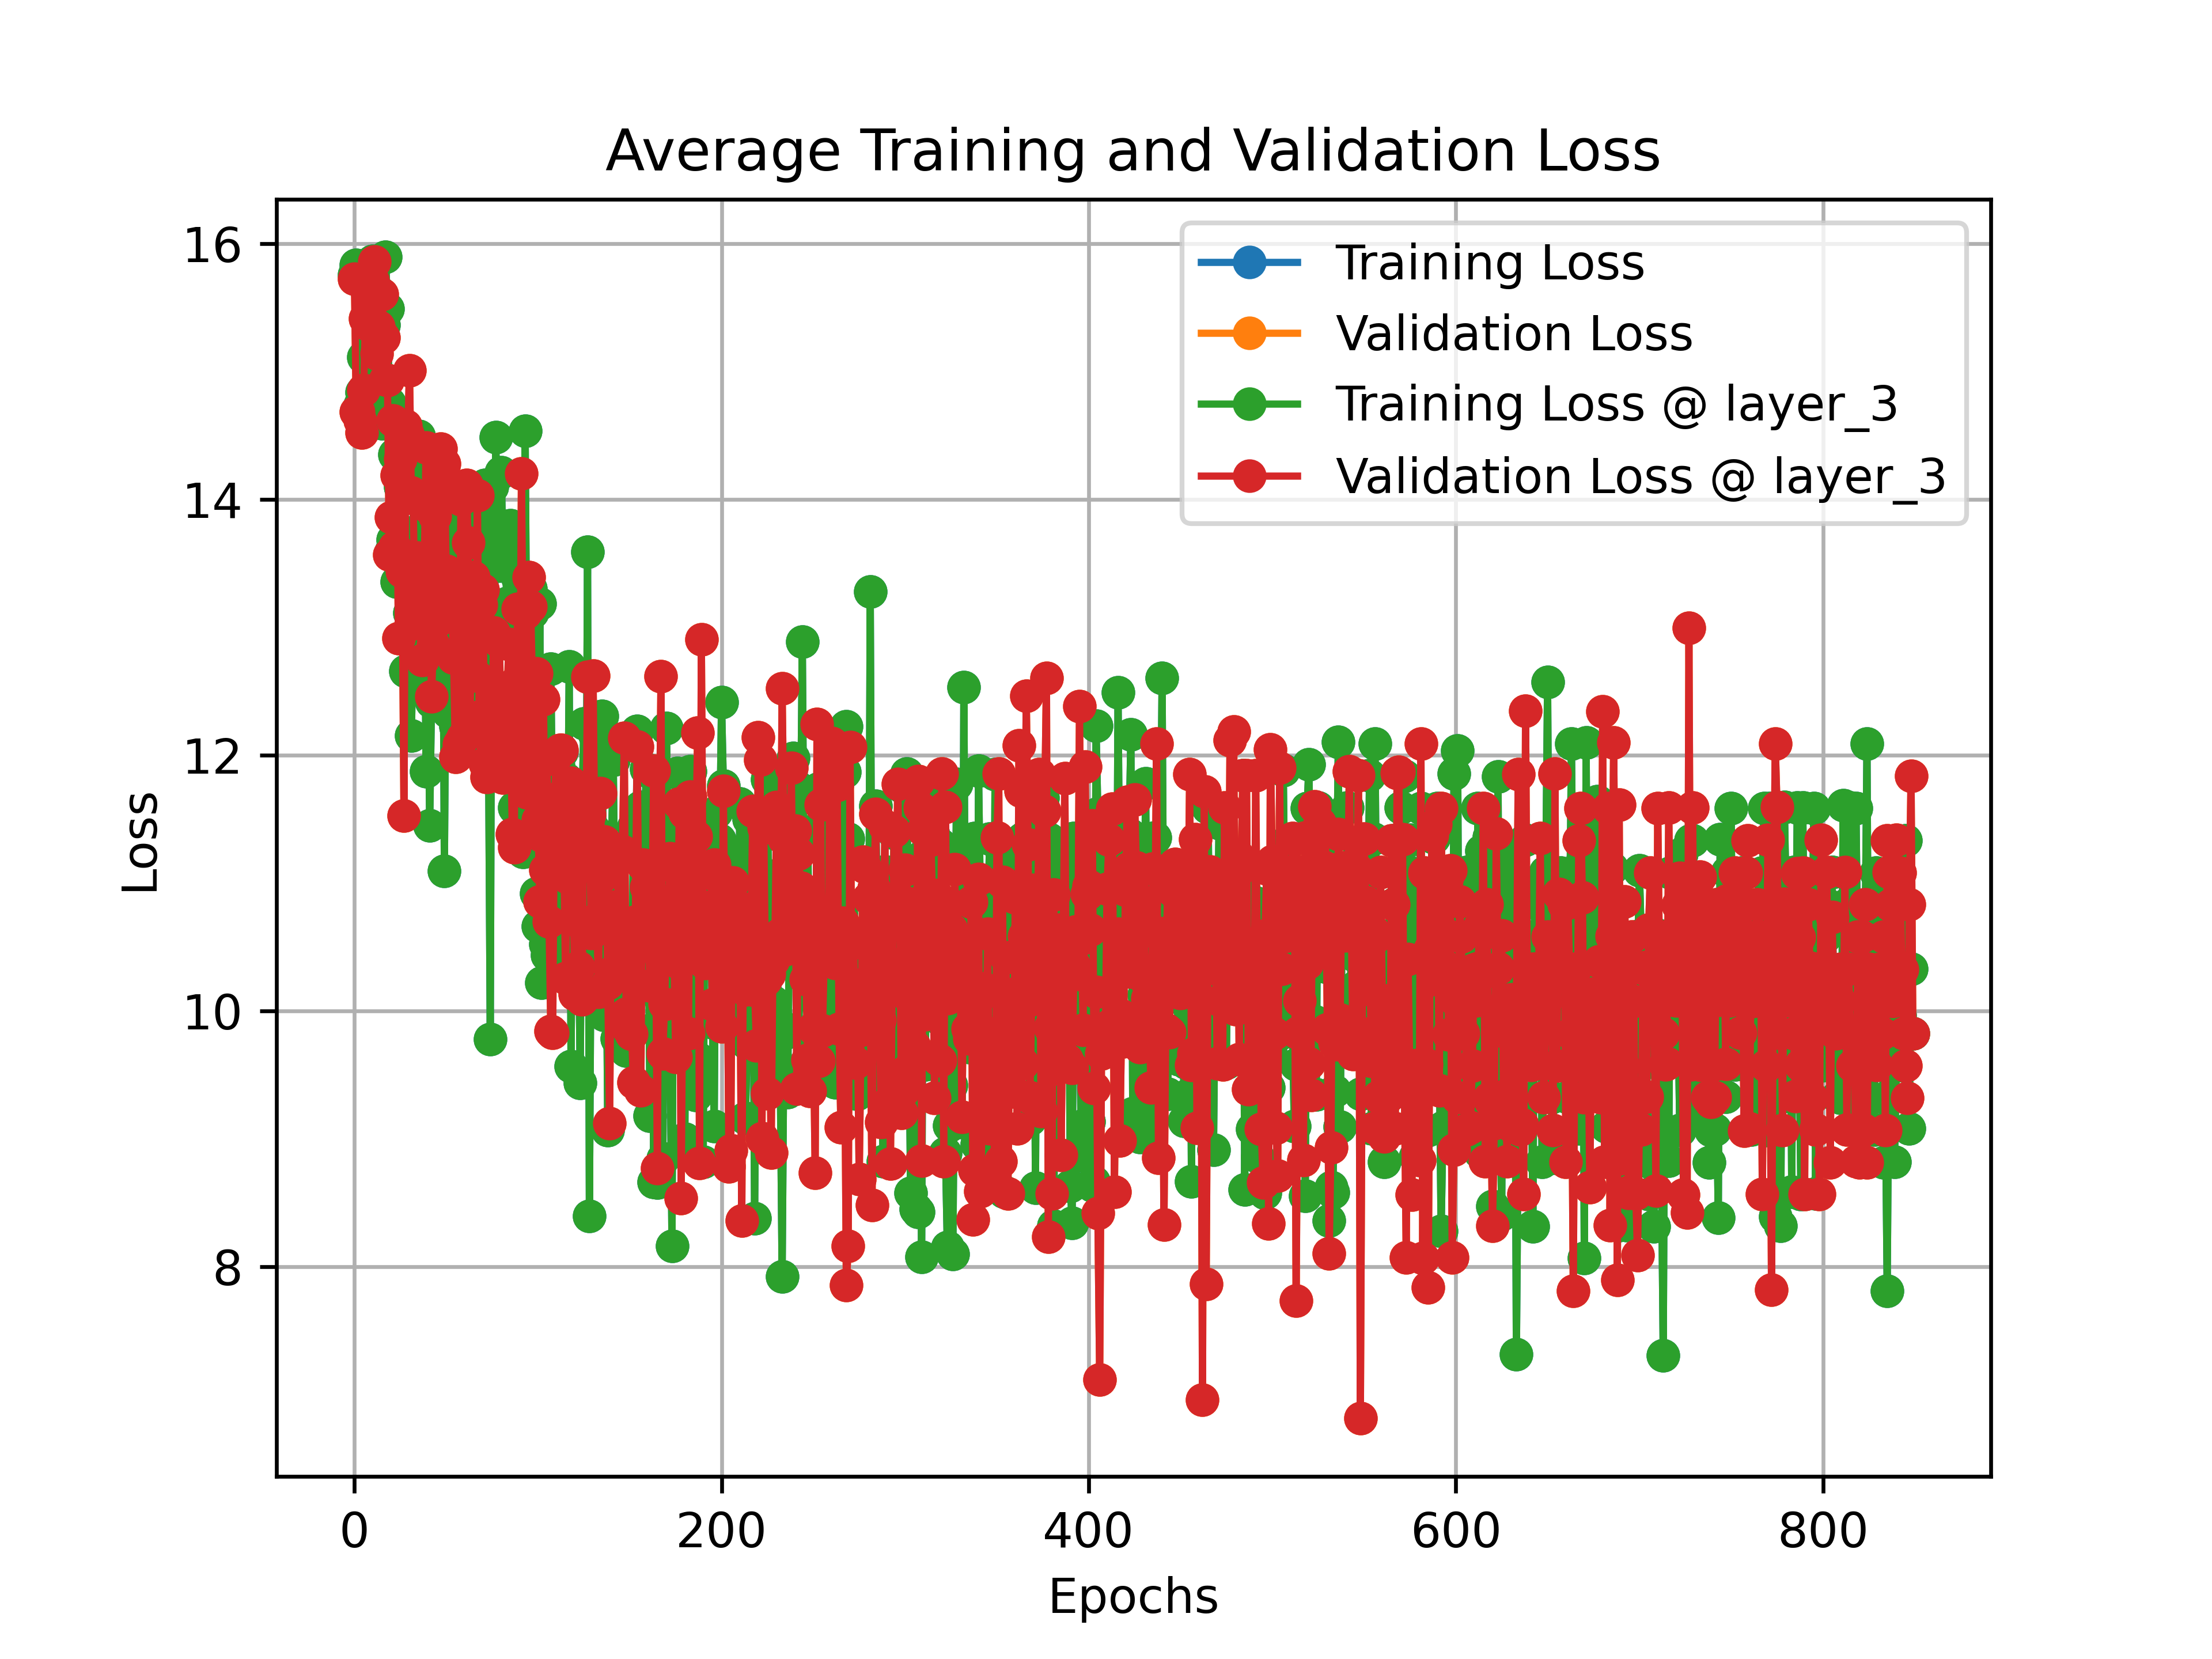 Average Training and Validation Loss
16
14
12
10
8
Loss
0 200 400 600 800
Epochs
Training Loss
Validation Loss
Training Loss @ layer_3
Validation Loss @ layer_3